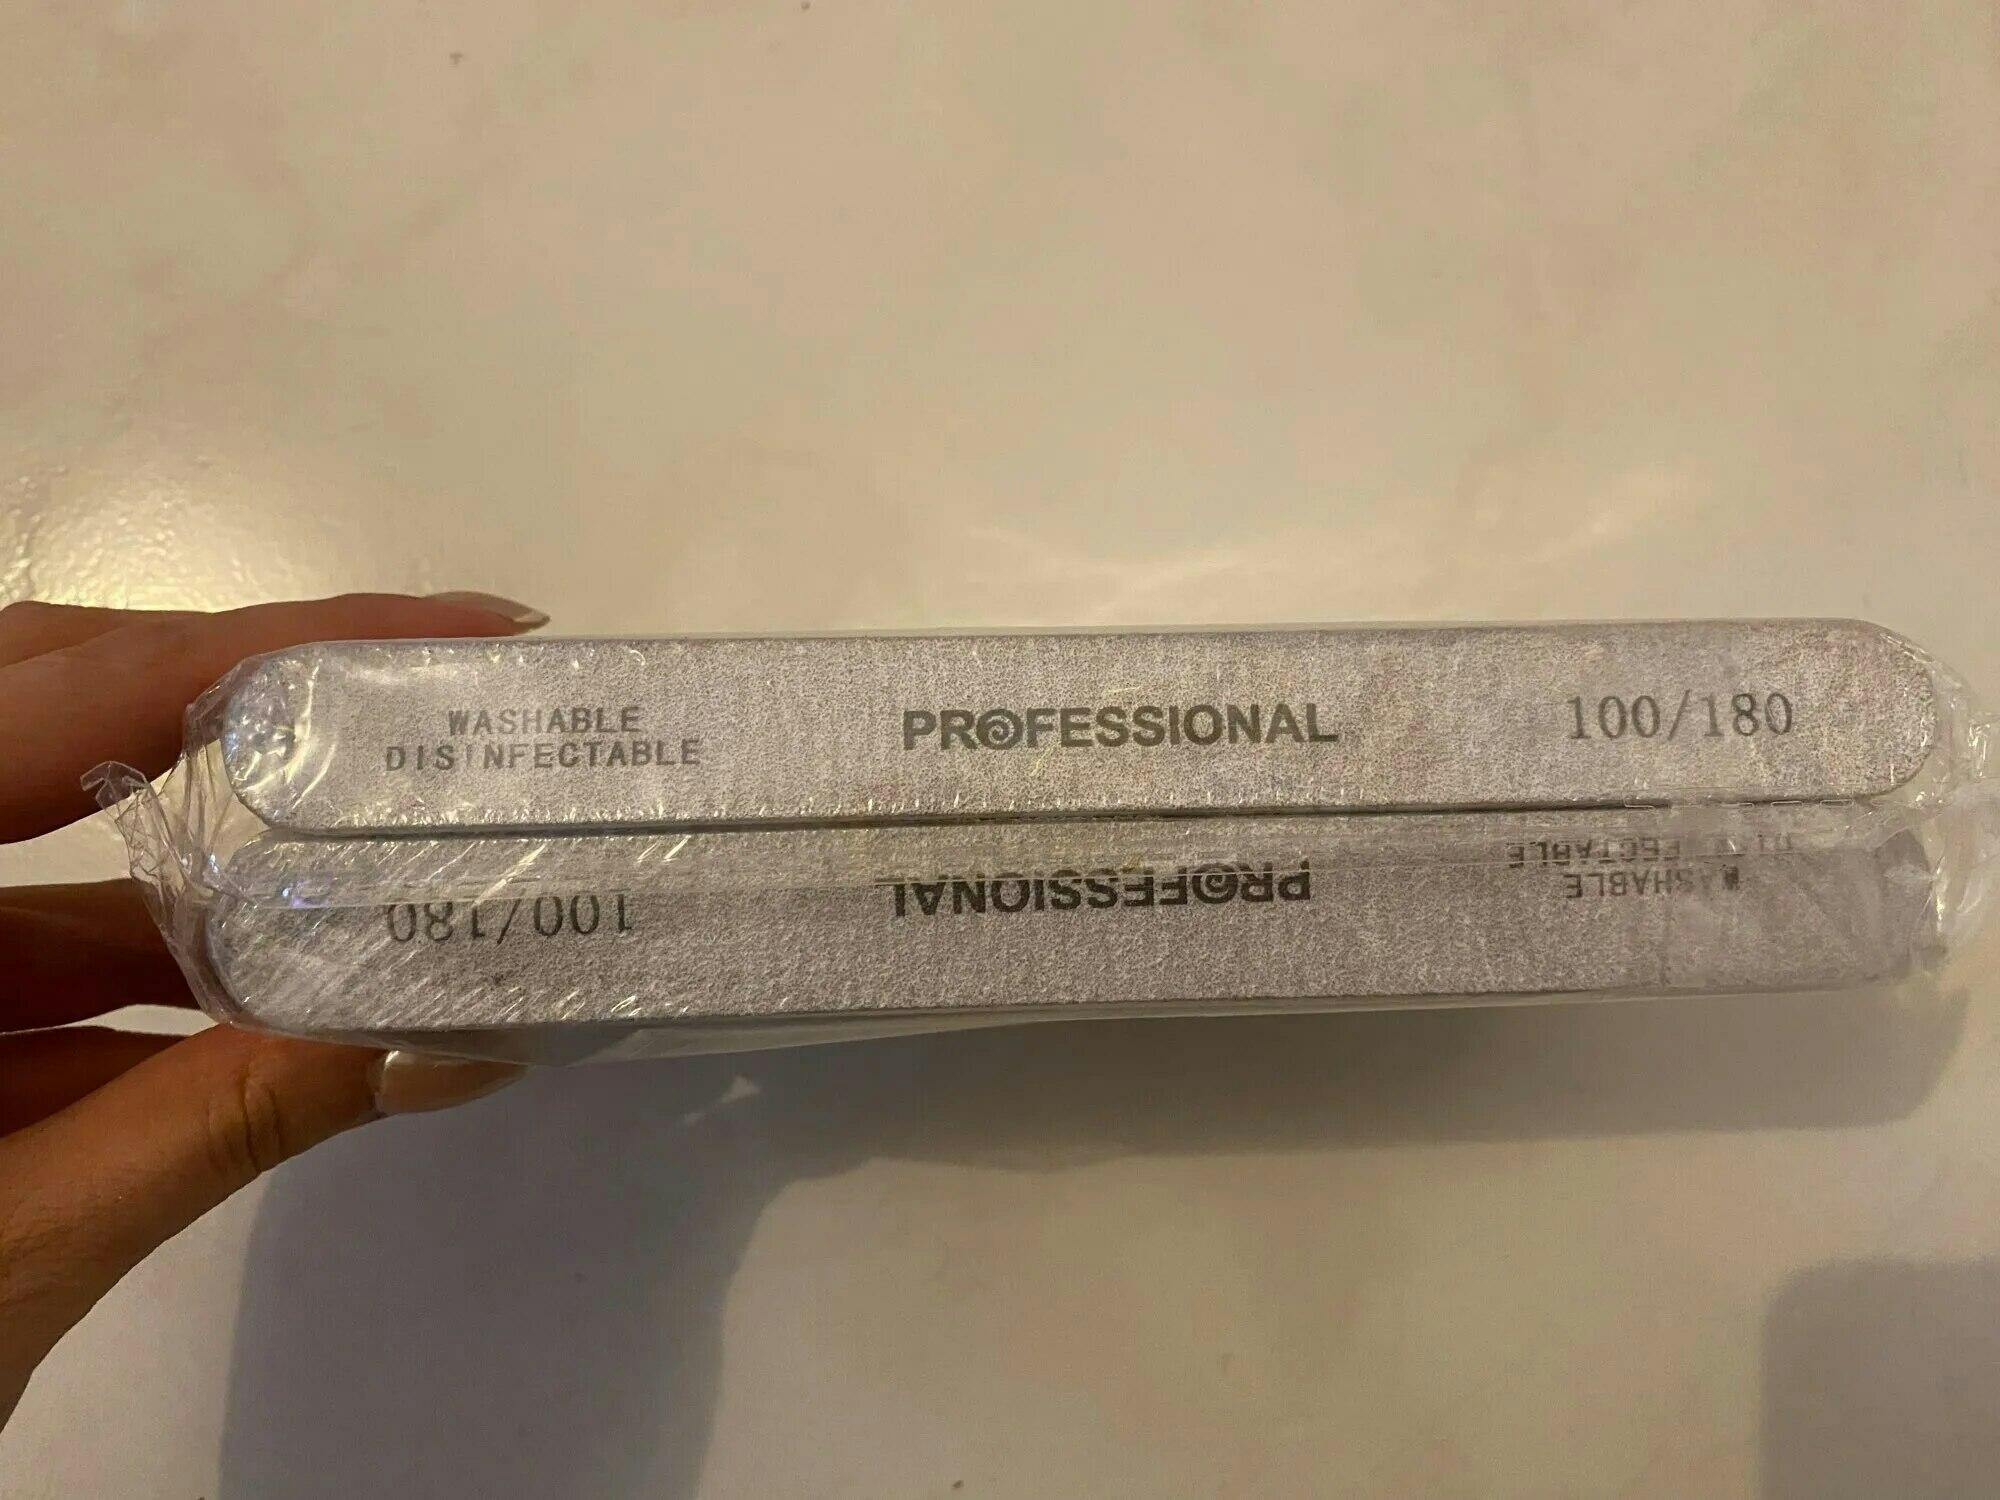 WASHABLE
DISINFECTABLE
PROFESSIONAL
100/180
100/180
PROFESSIONAL
WASHABLE